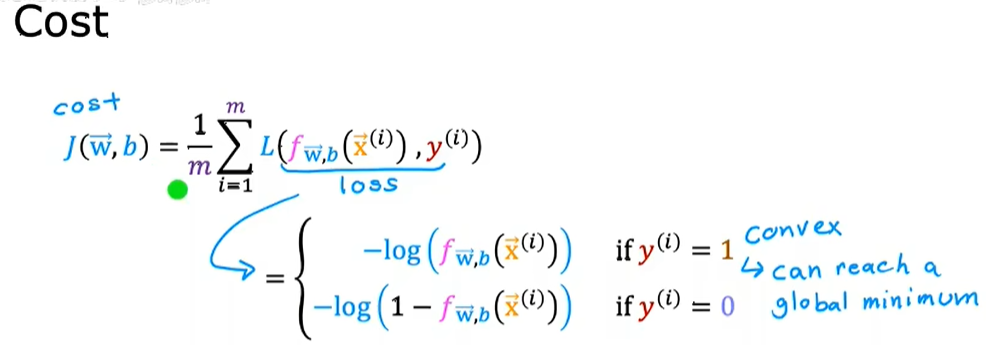 Cost
cost
J(w⃗, b) = 1/m ∑_{i=1}^{m} L(f_{w⃗,b}(x⃗^{(i)}), y^{(i)})
loss
= { −log(f_{w⃗,b}(x⃗^{(i)})) if y^{(i)} = 1
−log(1 − f_{w⃗,b}(x⃗^{(i)})) if y^{(i)} = 0
convex
↳ can reach a
global minimum